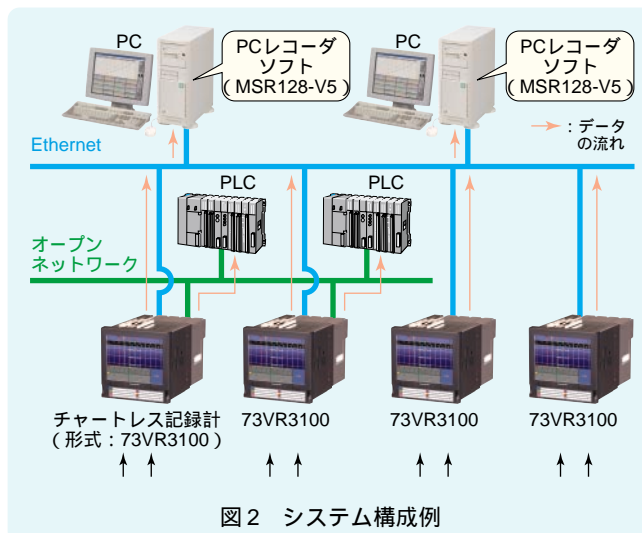 PC
PCレコーダ
ソフト
(MSR128-V5)
PC
PCレコーダ
ソフト
(MSR128-V5)
:データ
の流れ
Ethernet
PLC
PLC
オープン
ネットワーク
チャートレス記録計
(形式:73VR3100)
73VR3100
73VR3100
73VR3100
図2 システム構成例